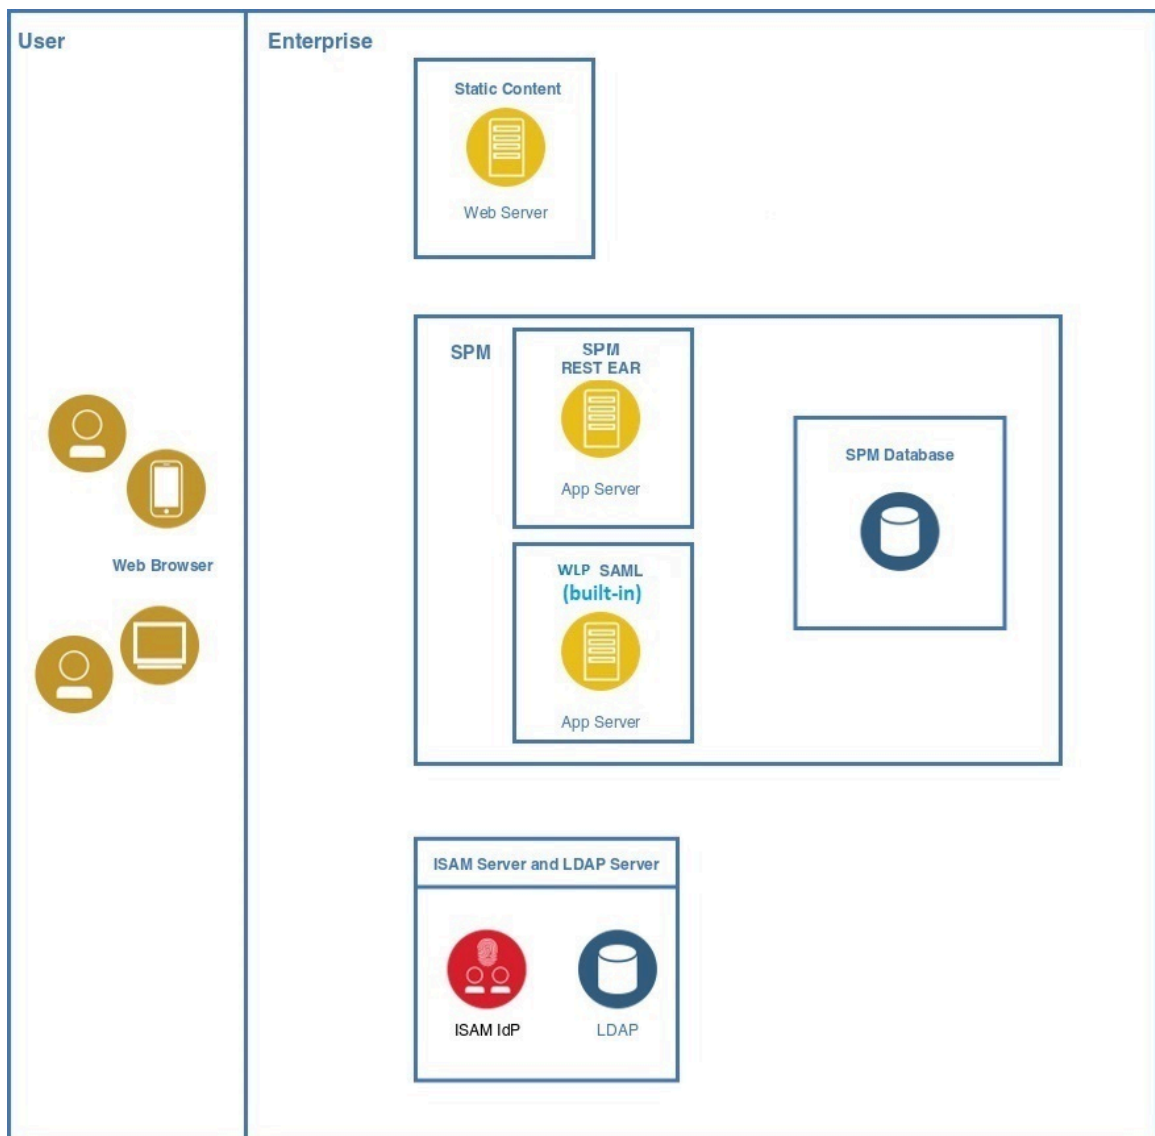 User
Enterprise
Static Content
Web Server
SPM
SPM
REST EAR
App Server
SPM Database
Web Browser
WLP SAML
(built-in)
App Server
ISAM Server and LDAP Server
ISAM IdP
LDAP